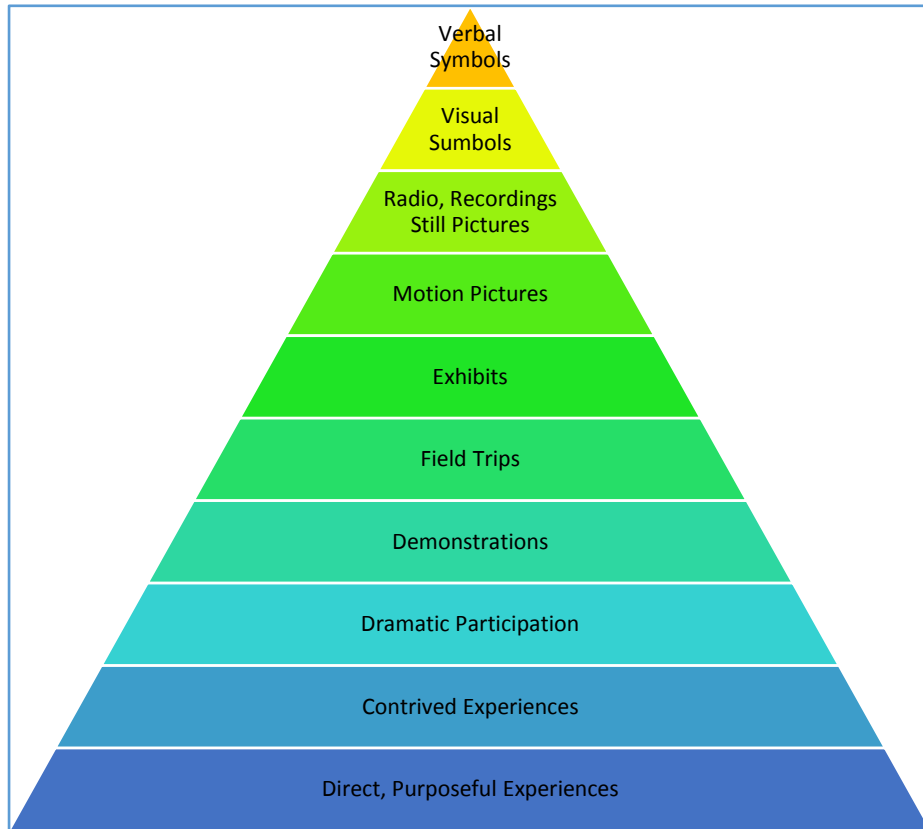 Verbal
Symbols
Visual
Sumbols
Radio, Recordings
Still Pictures
Motion Pictures
Exhibits
Field Trips
Demonstrations
Dramatic Participation
Contrived Experiences
Direct, Purposeful Experiences